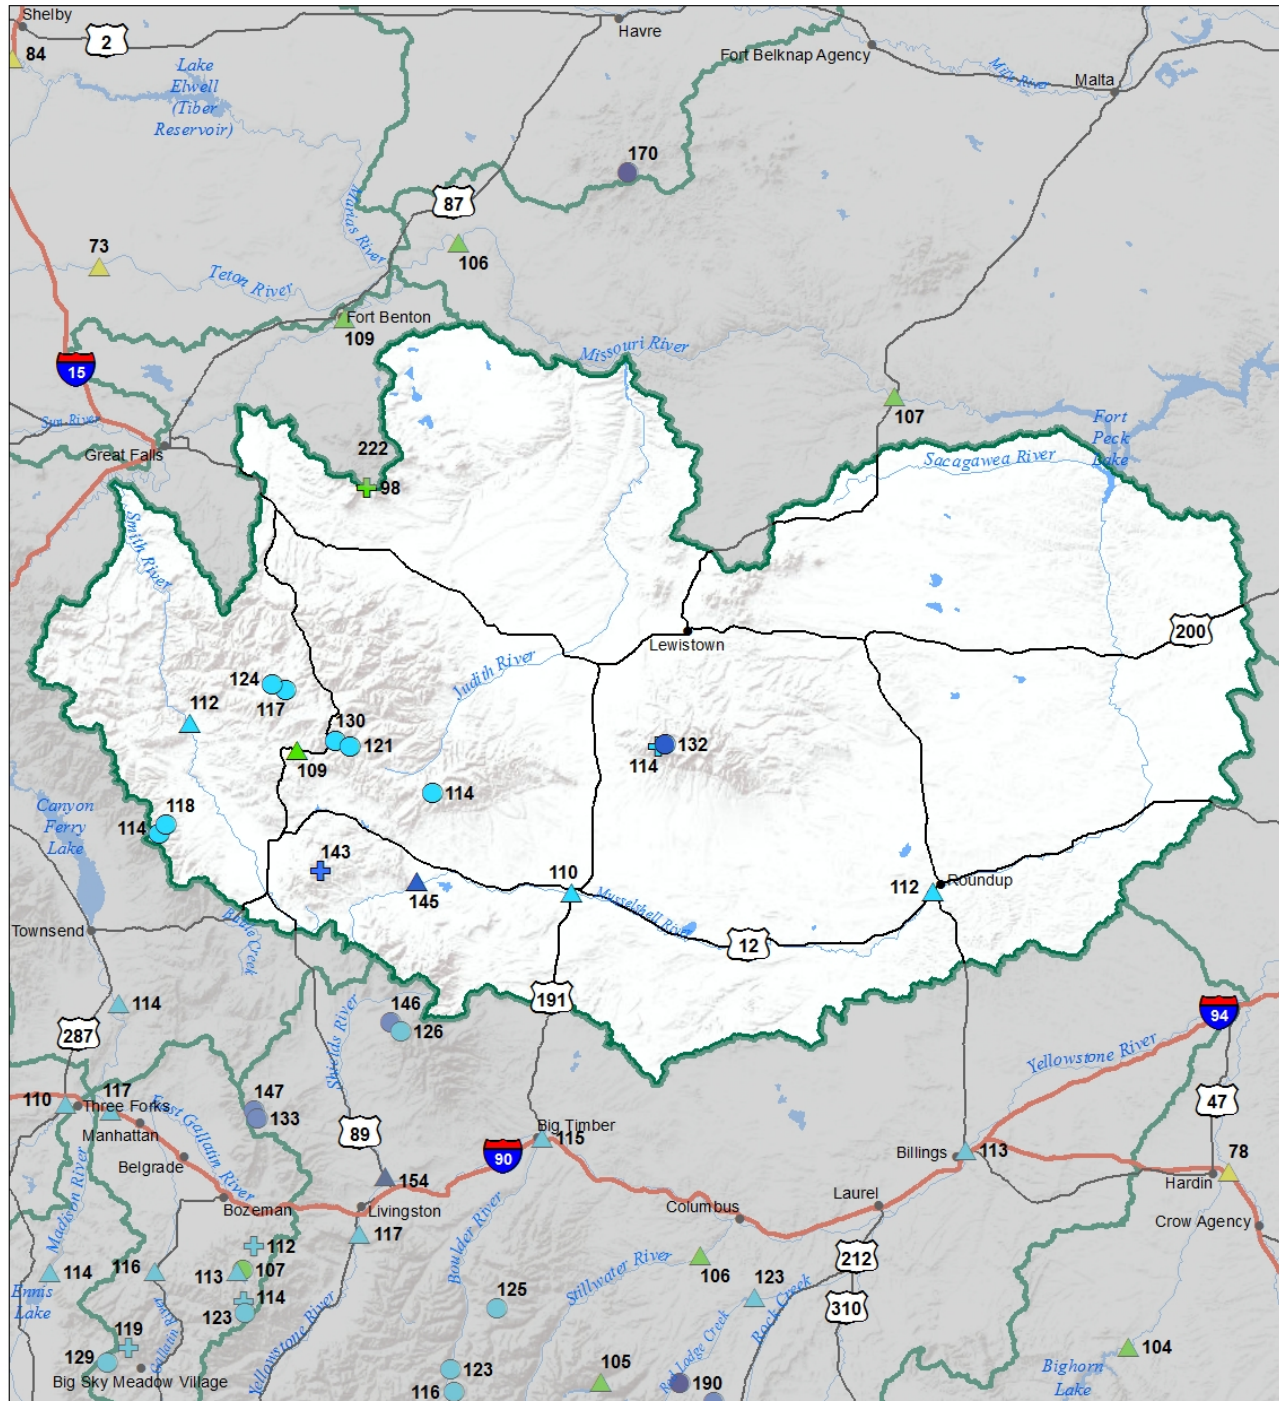 Shelby
2
Havre
Fort Belknap Agency
Milk River
Malta
84
Lake
Elwell
(Tiber
Reservoir)
170
Marias River
87
73
106
Teton River
Fort Benton
109
Missouri River
15
107
Fort
Peck
Lake
Sun River
Great Falls
222
98
Sacagawea River
Smith River
200
Lewistown
Judith River
124
117
112
130
121
132
114
109
114
Canyon
Ferry
Lake
118
114
143
145
110
Musselshell River
112
Roundup
12
Townsend
191
114
287
Shields River
146
126
94
Yellowstone River
110
117
Three Forks
Manhattan
East Gallatin River
147
133
89
90
Big Timber
115
47
Billings
113
Belgrade
78
Hardin
Madison River
Bozeman
154
Livingston
117
Boulder River
Laurel
Columbus
Crow Agency
112
107
113
114
123
114
116
Ennis
Lake
119
129
Gallatin River
Big Sky Meadow Village
Yellowstone River
125
Stillwater River
106
123
Rock Creek
212
310
Red Lodge Creek
123
116
105
190
104
Bighorn
Lake